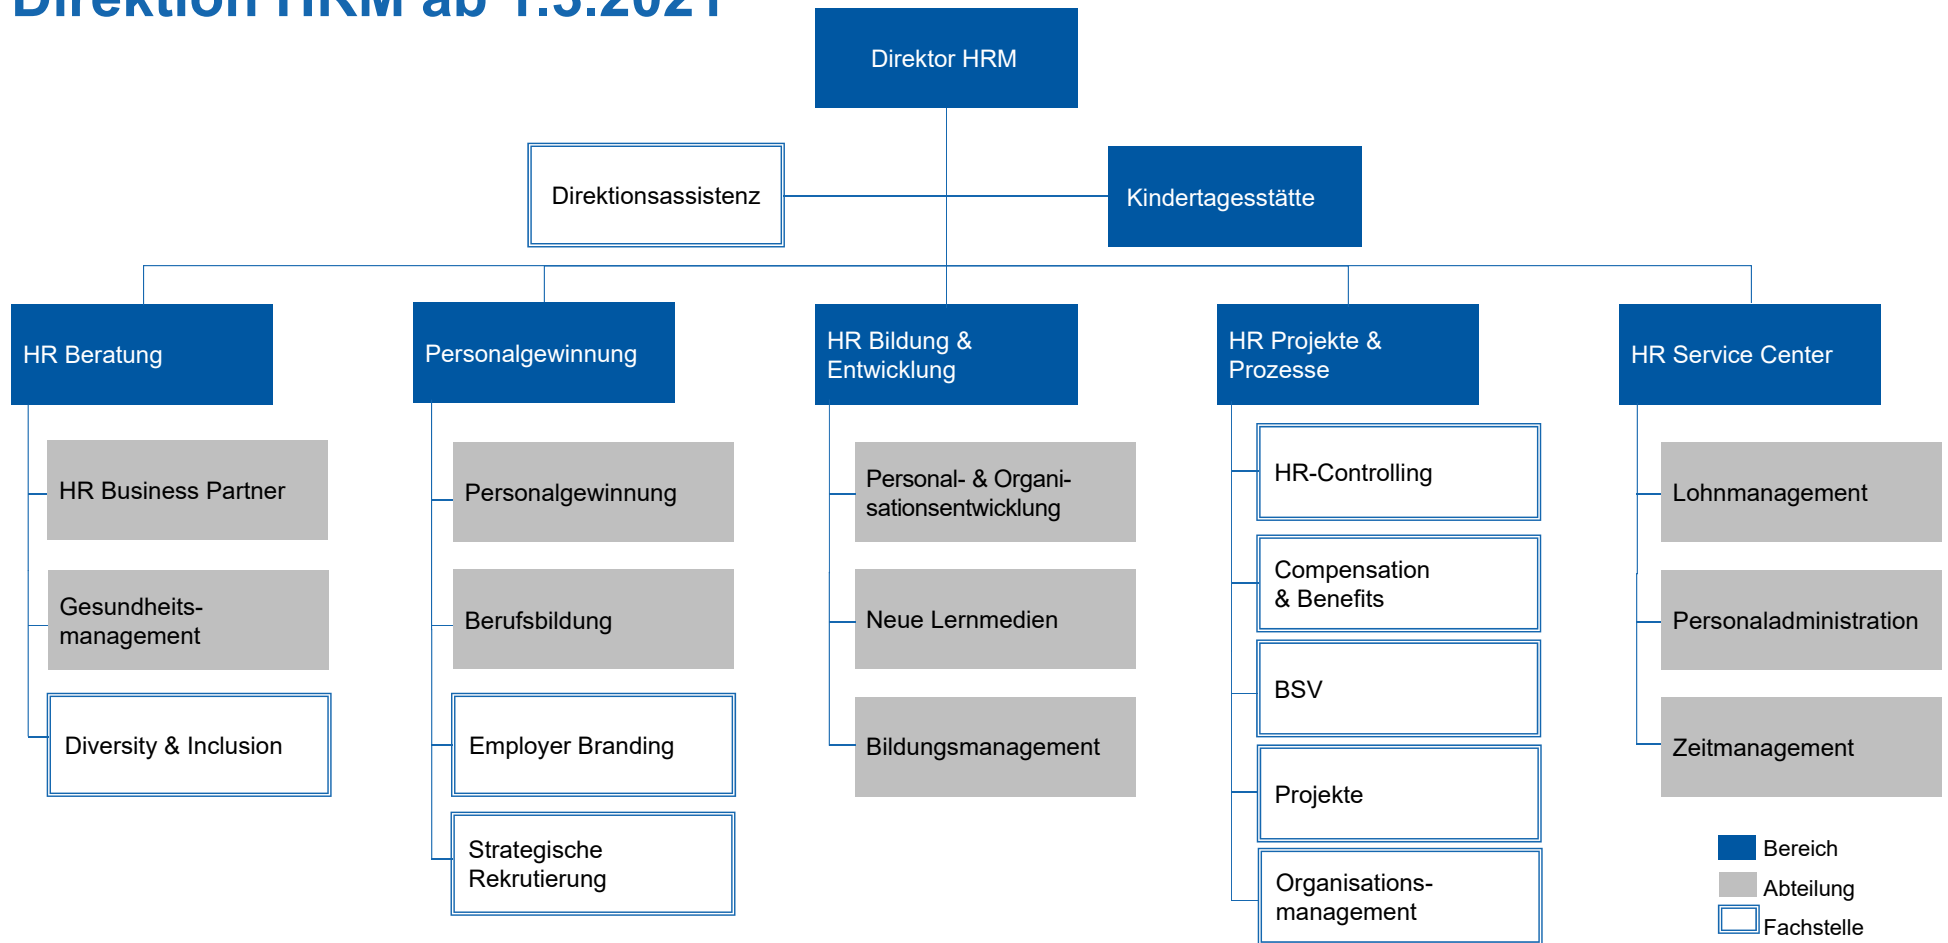 Direktion HRM ab 1.3.2021
Direktor HRM
Direktionsassistenz
Kindertagesstätte
HR Beratung
Personalgewinnung
HR Bildung &
Entwicklung
HR Projekte &
Prozesse
HR Service Center
HR Business Partner
Gesundheits-
management
Diversity & Inclusion
Personalgewinnung
Berufsbildung
Employer Branding
Strategische
Rekrutierung
Personal- & Organi-
sationsentwicklung
Neue Lernmedien
Bildungsmanagement
HR-Controlling
Compensation
& Benefits
BSV
Projekte
Organisations-
management
Lohnmanagement
Personaladministration
Zeitmanagement
Bereich
Abteilung
Fachstelle